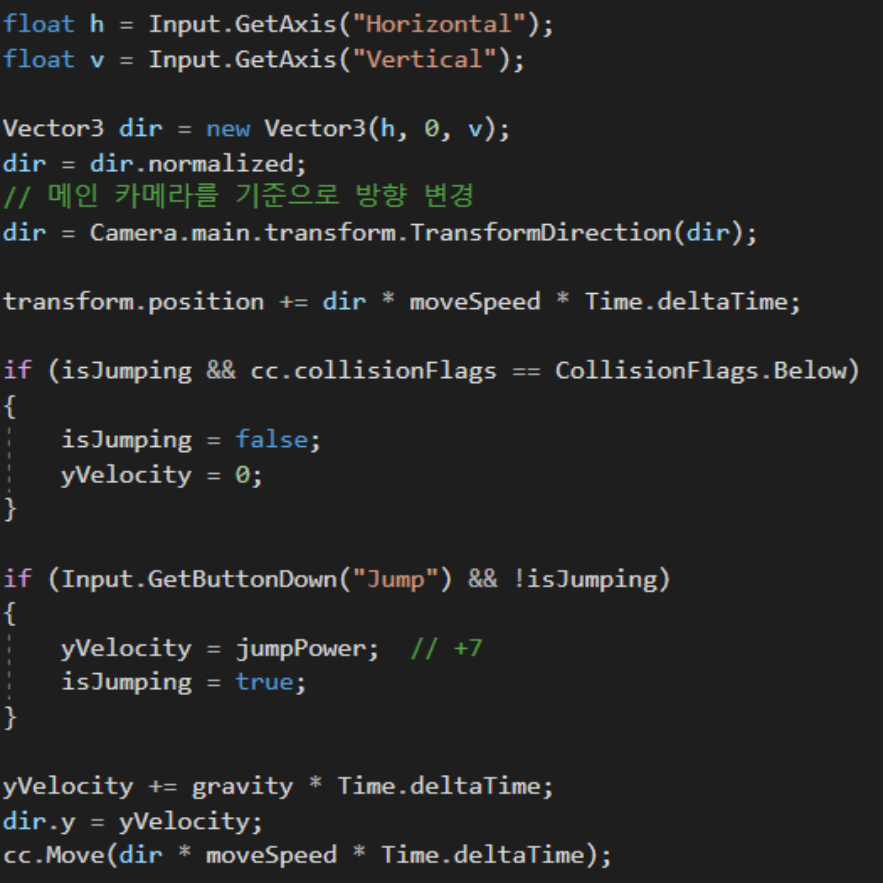 float h = Input.GetAxis("Horizontal");
float v = Input.GetAxis("Vertical");
Vector3 dir = new Vector3(h, 0, v);
dir = dir.normalized;
// 메인 카메라를 기준으로 방향 변경
dir = Camera.main.transform.TransformDirection(dir);
transform.position += dir * moveSpeed * Time.deltaTime;
if (isJumping && cc.collisionFlags == CollisionFlags.Below)
{
    isJumping = false;
    yVelocity = 0;
}
if (Input.GetButtonDown("Jump") && !isJumping)
{
    yVelocity = jumpPower;  // +7
    isJumping = true;
}
yVelocity += gravity * Time.deltaTime;
dir.y = yVelocity;
cc.Move(dir * moveSpeed * Time.deltaTime);